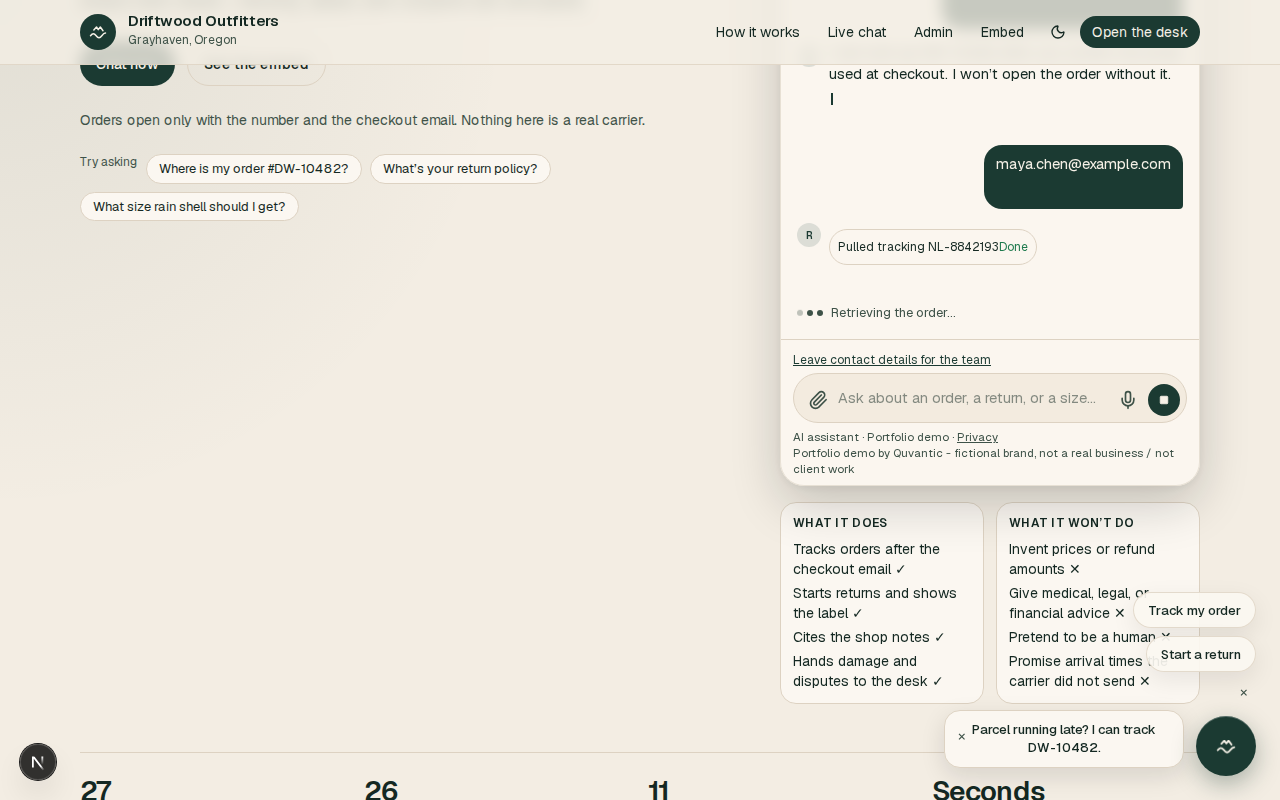 Driftwood Outfitters
Grayhaven, Oregon
How it works
Live chat
Admin
Embed
Open the desk
Chat now
See the embed
Orders open only with the number and the checkout email. Nothing here is a real carrier.
Try asking
Where is my order #DW-10482?
What's your return policy?
What size rain shell should I get?
used at checkout. I won't open the order without it.
maya.chen@example.com
R
Pulled tracking NL-8842193Done
Retrieving the order…
Leave contact details for the team
Ask about an order, a return, or a size…
AI assistant · Portfolio demo · Privacy
Portfolio demo by Quvantic - fictional brand, not a real business / not
client work
WHAT IT DOES
Tracks orders after the
checkout email ✓
Starts returns and shows
the label ✓
Cites the shop notes ✓
Hands damage and
disputes to the desk ✓
WHAT IT WON'T DO
Invent prices or refund
amounts ✕
Give medical, legal, or
financial advice ✕
Pretend to be a human ✕
Promise arrival times the
carrier did not send ✕
Track my order
Start a return
×
× Parcel running late? I can track
DW-10482.
N
27
26
11
Seconds